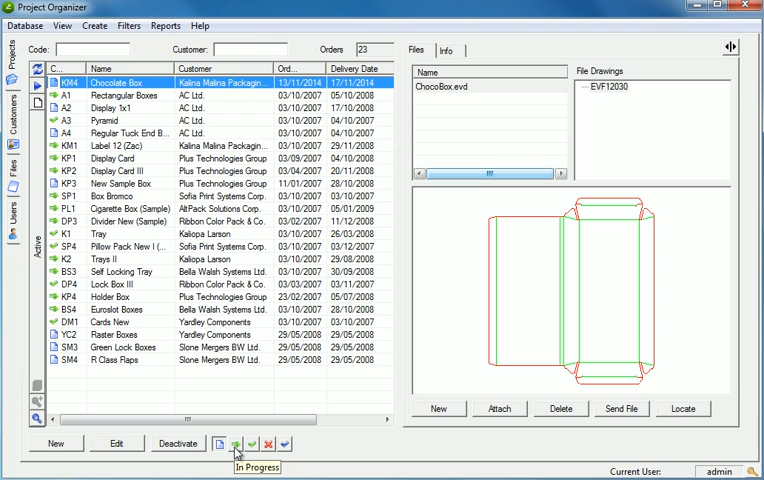 Project Organizer
Database View Create Filters Reports Help
Code: Customer: Orders 23
Projects
Customers
Files
Users
Active
C... Name Customer Ord... Delivery Date
KM4 Chocolate Box Kalina Malina Packagin... 13/11/2014 17/11/2014
A1 Rectangular Boxes AC Ltd. 03/10/2007 05/10/2008
A2 Display 1x1 AC Ltd. 03/10/2007 17/10/2008
A3 Pyramid AC Ltd. 03/10/2007 04/10/2008
A4 Regular Tuck End B... AC Ltd. 03/10/2007 04/10/2008
KM1 Label 12 (Zac) Kalina Malina Packagin... 03/10/2007 29/11/2008
KP1 Display Card Plus Technologies Group 03/09/2007 04/10/2008
KP2 Display Card III Plus Technologies Group 03/04/2007 20/11/2008
KP3 New Sample Box Plus Technologies Group 11/01/2007 28/10/2008
SP1 Box Bromco Sofia Print Systems Corp. 03/10/2007 03/10/2008
PL1 Cigarette Box (Sample) AltPack Solutions Corp. 03/10/2007 05/01/2009
DP3 Divider New (Sample) Ribbon Color Pack & Co. 03/02/2007 11/12/2008
K1 Tray Kaliopa Larson 03/10/2007 26/03/2008
SP4 Pillow Pack New I (... Sofia Print Systems Corp. 03/10/2007 03/12/2007
K2 Trays II Kaliopa Larson 03/10/2007 29/08/2008
BS3 Self Locking Tray Bella Walsh Systems Ltd. 03/10/2007 30/09/2008
DP4 Lock Box III Ribbon Color Pack & Co. 03/03/2007 03/10/2008
KP4 Holder Box Plus Technologies Group 23/02/2007 05/07/2008
BS4 Euroslot Boxes Bella Walsh Systems Ltd. 03/10/2007 03/10/2008
DM1 Cards New Yardley Components 03/10/2007 03/10/2007
YC2 Raster Boxes Yardley Components 29/05/2008 29/05/2008
SM3 Green Lock Boxes Slone Mergers BW Ltd. 29/05/2008 29/05/2008
SM4 R Class Flaps Slone Mergers BW Ltd. 29/05/2008 29/05/2008
New Edit Deactivate
In Progress
Files Info
Name
ChocoBox.evd
File Drawings
EVF12030
New Attach Delete Send File Locate
Current User: admin